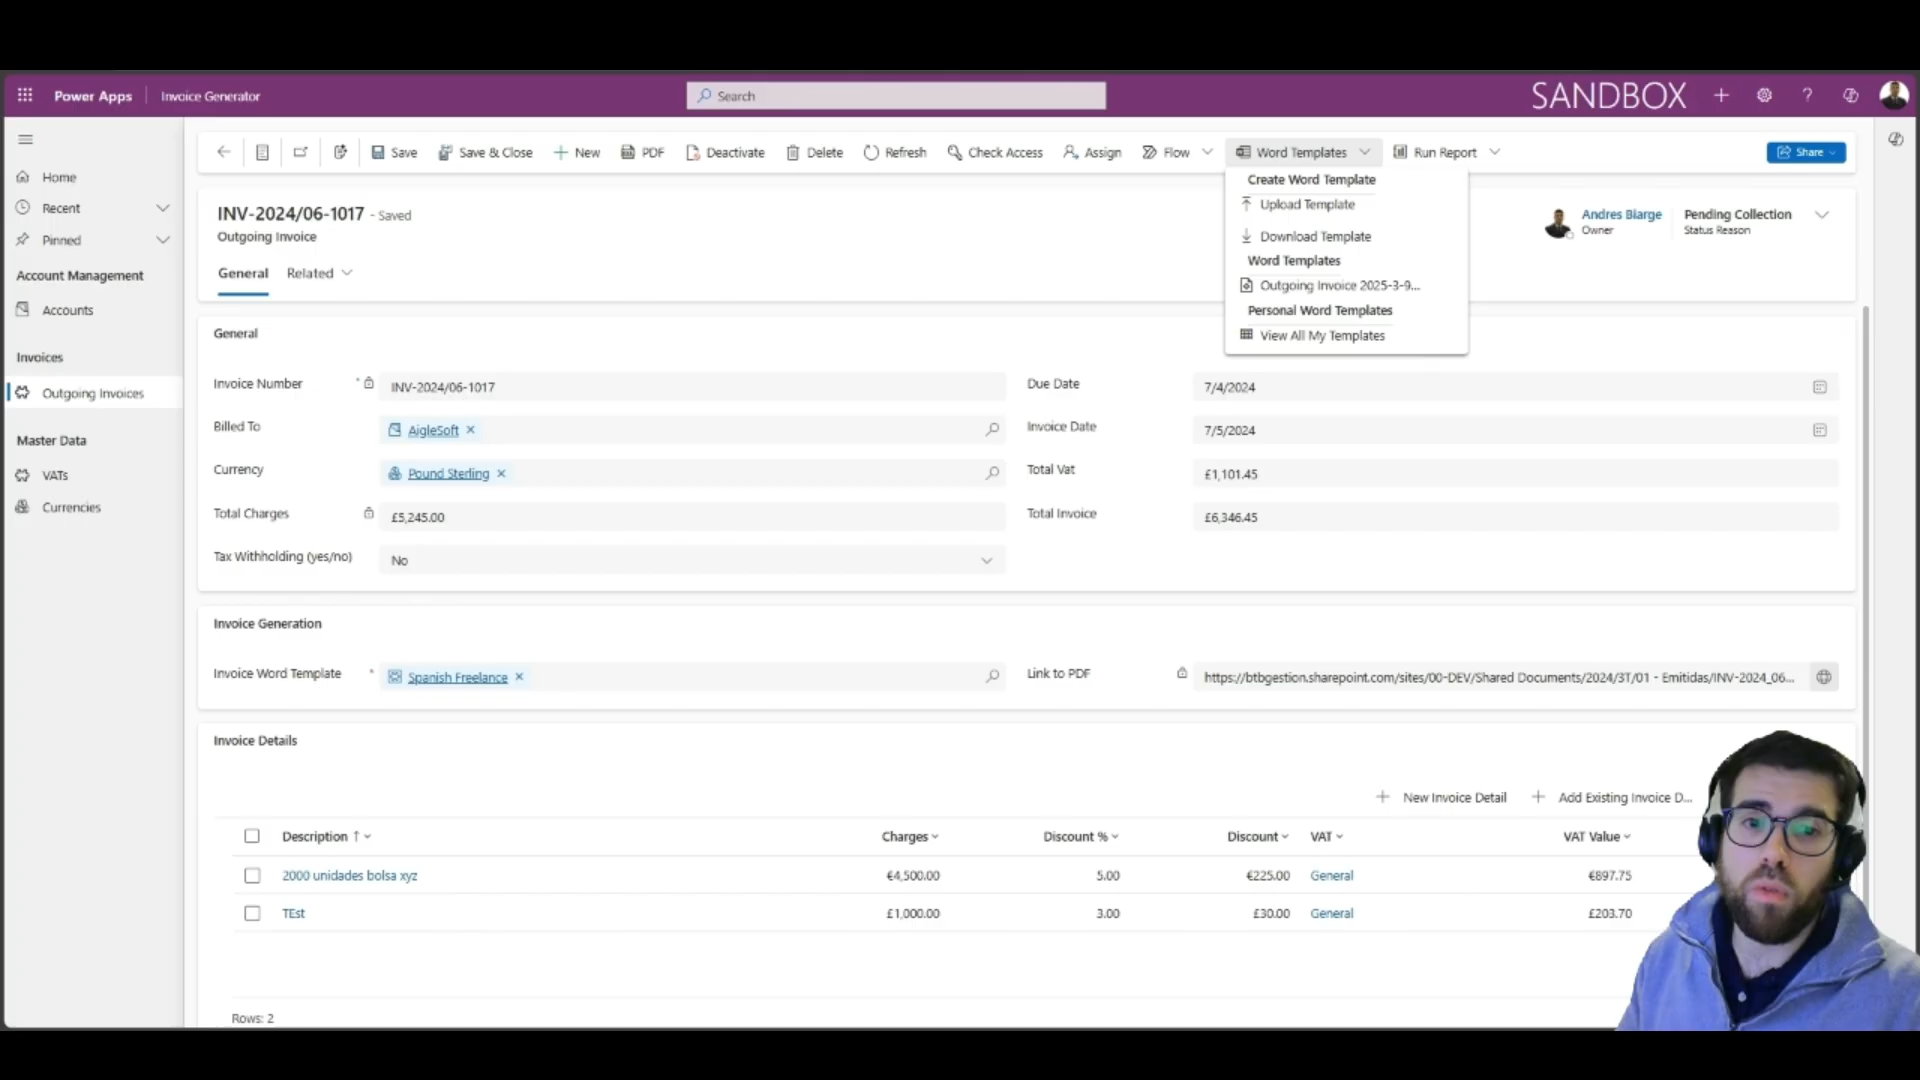 Power Apps
Invoice Generator
Search
SANDBOX
Save
Save & Close
New
PDF
Deactivate
Delete
Refresh
Check Access
Assign
Flow
Word Templates
Run Report
Share
Create Word Template
Upload Template
Download Template
Word Templates
Outgoing Invoice 2025-3-9...
Personal Word Templates
View All My Templates
Home
Recent
Pinned
Account Management
Accounts
Invoices
Outgoing Invoices
Master Data
VATs
Currencies
INV-2024/06-1017 - Saved
Outgoing Invoice
Andres Biarge
Owner
Pending Collection
Status Reason
General
Related
General
Invoice Number * INV-2024/06-1017
Due Date 7/4/2024
Billed To AigleSoft
Invoice Date 7/5/2024
Currency Pound Sterling
Total Vat £1,101.45
Total Charges £5,245.00
Total Invoice £6,346.45
Tax Withholding (yes/no) No
Invoice Generation
Invoice Word Template * Spanish Freelance
Link to PDF https://btbgestion.sharepoint.com/sites/00-DEV/Shared Documents/2024/3T/01 - Emitidas/INV-2024_06...
Invoice Details
New Invoice Detail
Add Existing Invoice D...
Description Charges Discount % Discount VAT VAT Value
2000 unidades bolsa xyz €4,500.00 5.00 €225.00 General €897.75
TEst £1,000.00 3.00 £30.00 General £203.70
Rows: 2